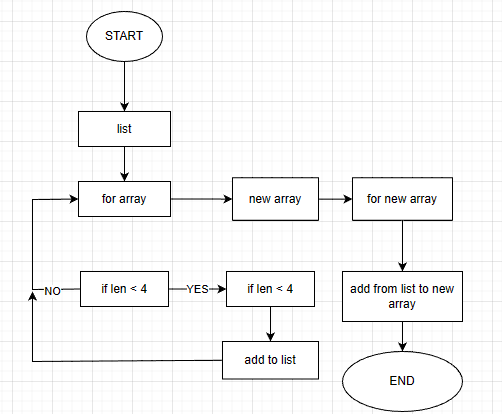 START
list
for array
new array
for new array
NO
if len < 4
YES
if len < 4
add from list to new
array
add to list
END